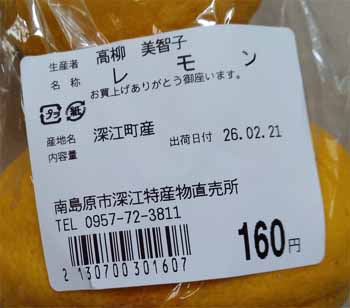 生産者 高柳 美智子
名称 レモン
お買上げありがとう御座います。
プラ 紙
産地名 深江町産 出荷日付 26.02.21
内容量
南島原市深江特産物直売所
TEL 0957-72-3811
160円
2 130700 301607